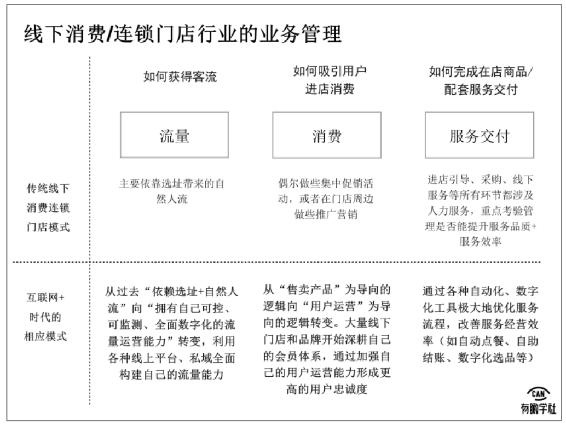 线下消费/连锁门店行业的业务管理
如何获得客流
如何吸引用户
进店消费
如何完成在店商品/
配套服务交付
流量
消费
服务交付
传统线下
消费连锁
门店模式
主要依靠选址带来的自
然人流
偶尔做些集中促销活
动，或者在门店周边
做些推广营销
进店引导、采购、线下
服务等所有环节都涉及
人力服务，重点考验管
理是否能提升服务品质+
服务效率
互联网+
时代的
相应模式
从过去“依赖选址+自然人
流”向“拥有自己可控、
可监测、全面数字化的流
量运营能力”转变，利用
各种线上平台、私域全面
构建自己的流量能力
从“售卖产品”为导向的
逻辑向“用户运营”为导
向的逻辑转变。大量线下
门店和品牌开始深耕自己
的会员体系，通过加强自
己的用户运营能力形成更
高的用户忠诚度
通过各种自动化、数字
化工具极大地优化服务
流程，改善服务经营效
率（如自动点餐、自助
结账、数字化选品等）
CAN
有瞰学社